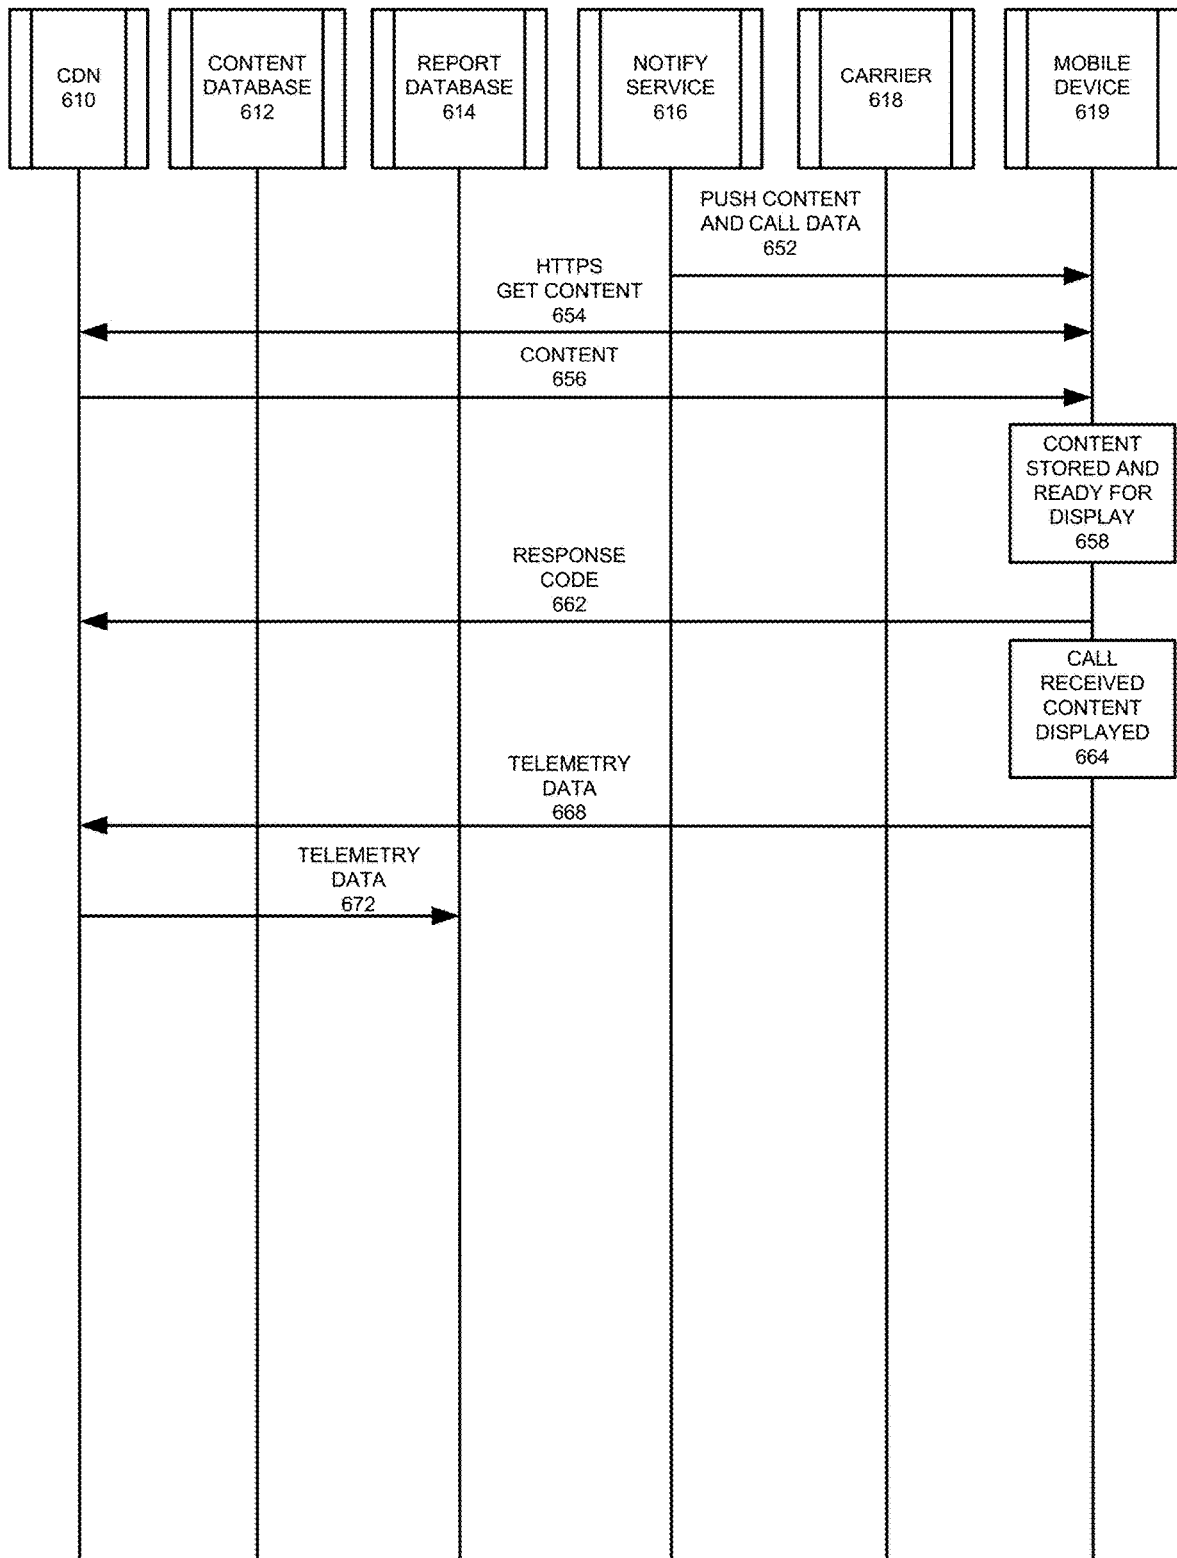 CDN
610
CONTENT
DATABASE
612
REPORT
DATABASE
614
NOTIFY
SERVICE
616
CARRIER
618
MOBILE
DEVICE
619
PUSH CONTENT
AND CALL DATA
652
HTTPS
GET CONTENT
654
CONTENT
656
CONTENT
STORED AND
READY FOR
DISPLAY
658
RESPONSE
CODE
662
CALL
RECEIVED
CONTENT
DISPLAYED
664
TELEMETRY
DATA
668
TELEMETRY
DATA
672